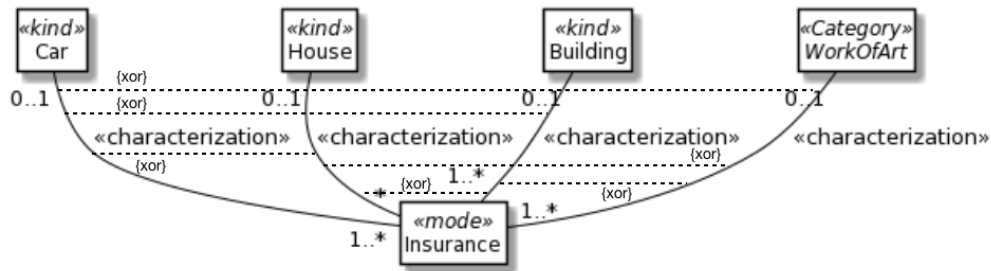 «kind» «kind» «kind» «Category»
Car House Building WorkOfArt
{xor}
0..1 0..1 0..1 0..1
{xor}
«characterization» «characterization» «characterization» «characterization»
{xor} {xor}
1..*
{xor}
* {xor}
1..*
«mode»
1..* Insurance